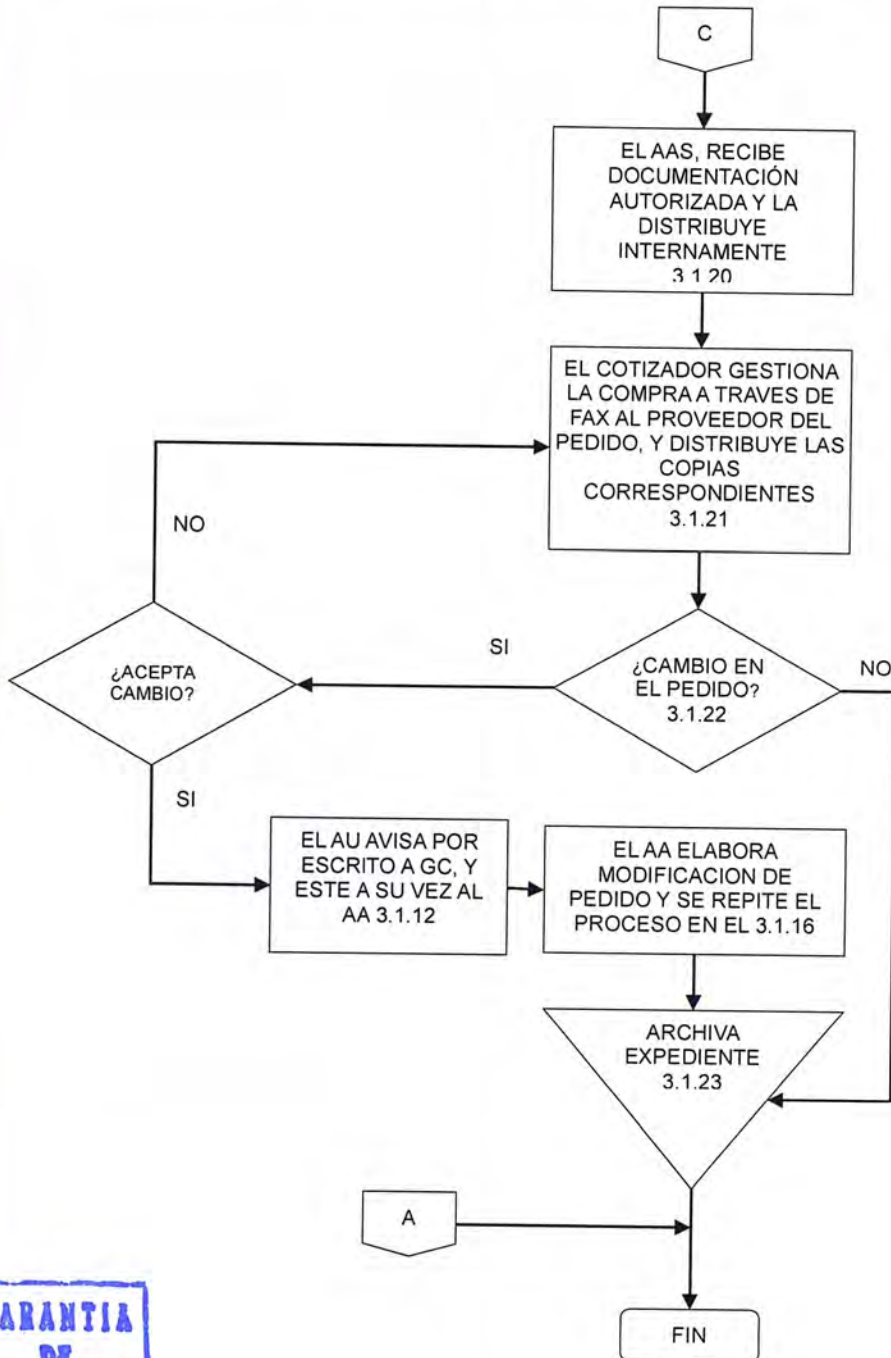 C
EL AAS, RECIBE
DOCUMENTACIÓN
AUTORIZADA Y LA
DISTRIBUYE
INTERNAMENTE
3.1.20
EL COTIZADOR GESTIONA
LA COMPRA A TRAVES DE
FAX AL PROVEEDOR DEL
PEDIDO, Y DISTRIBUYE LAS
COPIAS
CORRESPONDIENTES
3.1.21
NO
¿ACEPTA
CAMBIO?
SI
¿CAMBIO EN
EL PEDIDO?
3.1.22
NO
SI
EL AU AVISA POR
ESCRITO A GC, Y
ESTE A SU VEZ AL
AA 3.1.12
EL AA ELABORA
MODIFICACION DE
PEDIDO Y SE REPITE EL
PROCESO EN EL 3.1.16
ARCHIVA
EXPEDIENTE
3.1.23
A
FIN
ARANTIA
DE